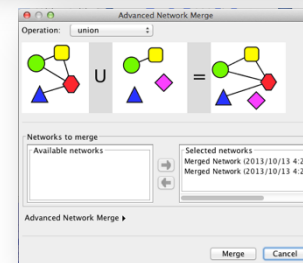 Advanced Network Merge
Operation: union
U =
Networks to merge
Available networks
Selected networks
Merged Network (2013/10/13 4:2
Merged Network (2013/10/13 4:2
Advanced Network Merge
Merge Cancel